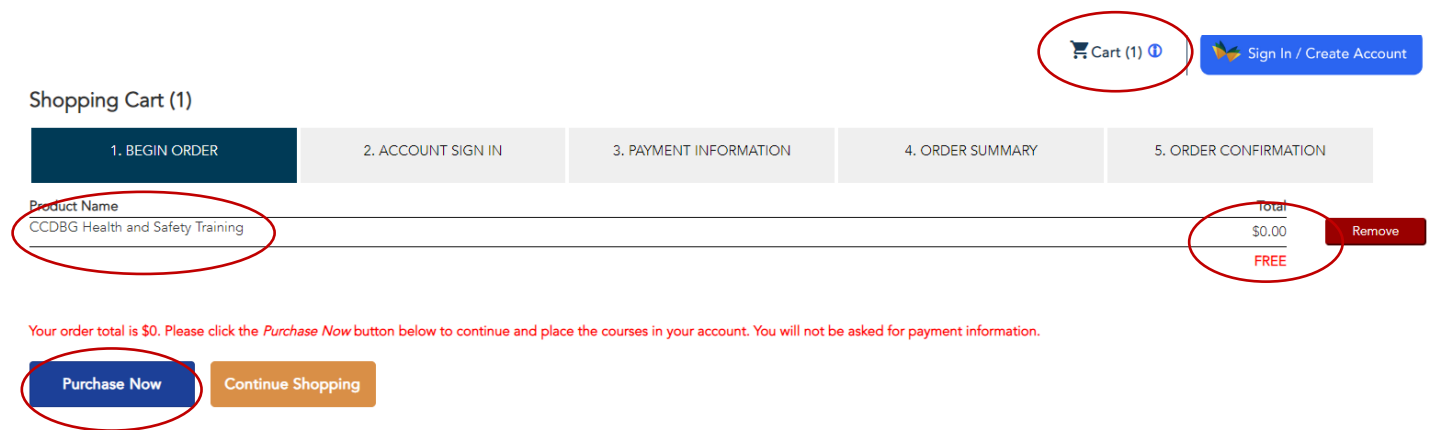 Cart (1)
Sign In / Create Account
Shopping Cart (1)
1. BEGIN ORDER
2. ACCOUNT SIGN IN
3. PAYMENT INFORMATION
4. ORDER SUMMARY
5. ORDER CONFIRMATION
Product Name Total
CCDBG Health and Safety Training $0.00 Remove
FREE
Your order total is $0. Please click the Purchase Now button below to continue and place the courses in your account. You will not be asked for payment information.
Purchase Now Continue Shopping